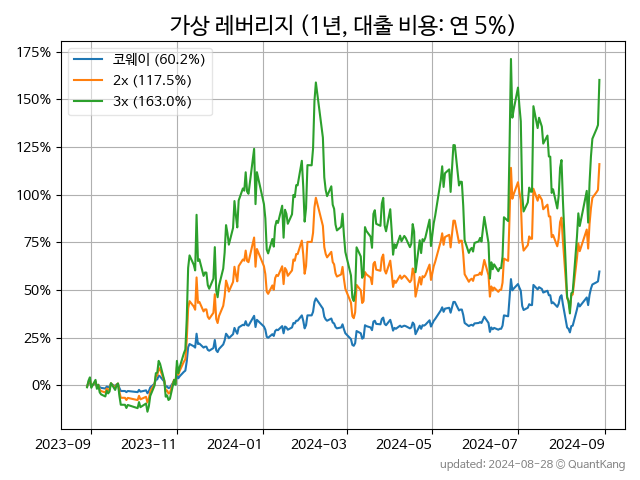 가상 레버리지 (1년, 대출 비용: 연 5%)
코웨이 (60.2%)
2x (117.5%)
3x (163.0%)
175%
150%
125%
100%
75%
50%
25%
0%
2023-09 2023-11 2024-01 2024-03 2024-05 2024-07 2024-09
updated: 2024-08-28 © QuantKang